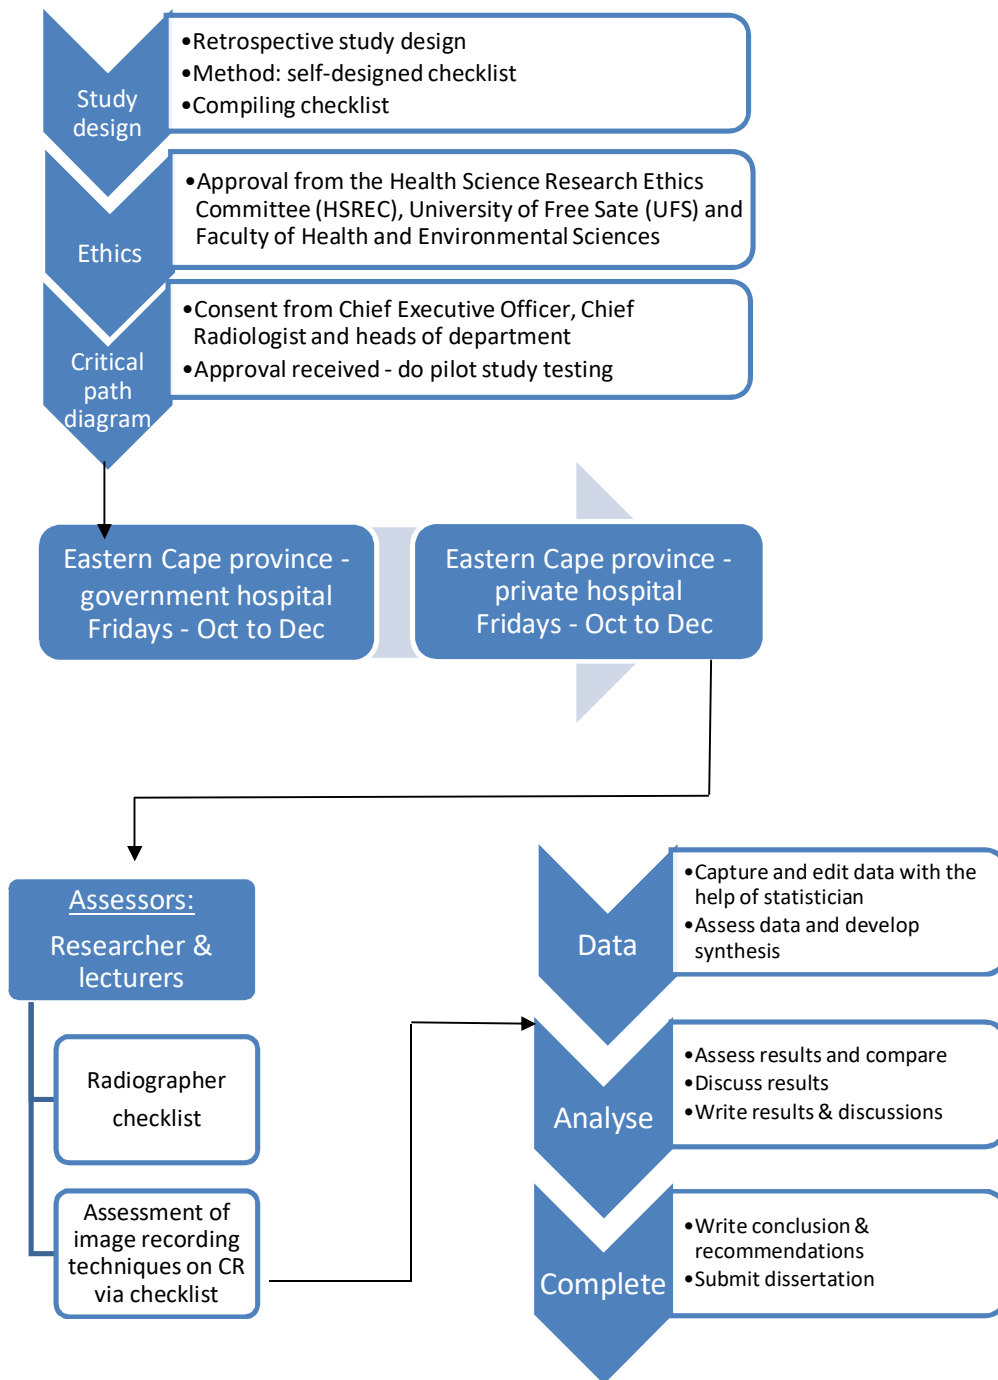 Study
design
•Retrospective study design
•Method: self-designed checklist
•Compiling checklist
Ethics
•Approval from the Health Science Research Ethics
Committee (HSREC), University of Free Sate (UFS) and
Faculty of Health and Environmental Sciences
Critical
path
diagram
•Consent from Chief Executive Officer, Chief
Radiologist and heads of department
•Approval received - do pilot study testing
Eastern Cape province -
government hospital
Fridays - Oct to Dec
Eastern Cape province -
private hospital
Fridays - Oct to Dec
Assessors:
Researcher &
lecturers
Radiographer
checklist
Assessment of
image recording
techniques on CR
via checklist
Data
•Capture and edit data with the
help of statistician
•Assess data and develop
synthesis
Analyse
•Assess results and compare
•Discuss results
•Write results & discussions
Complete
•Write conclusion &
recommendations
•Submit dissertation